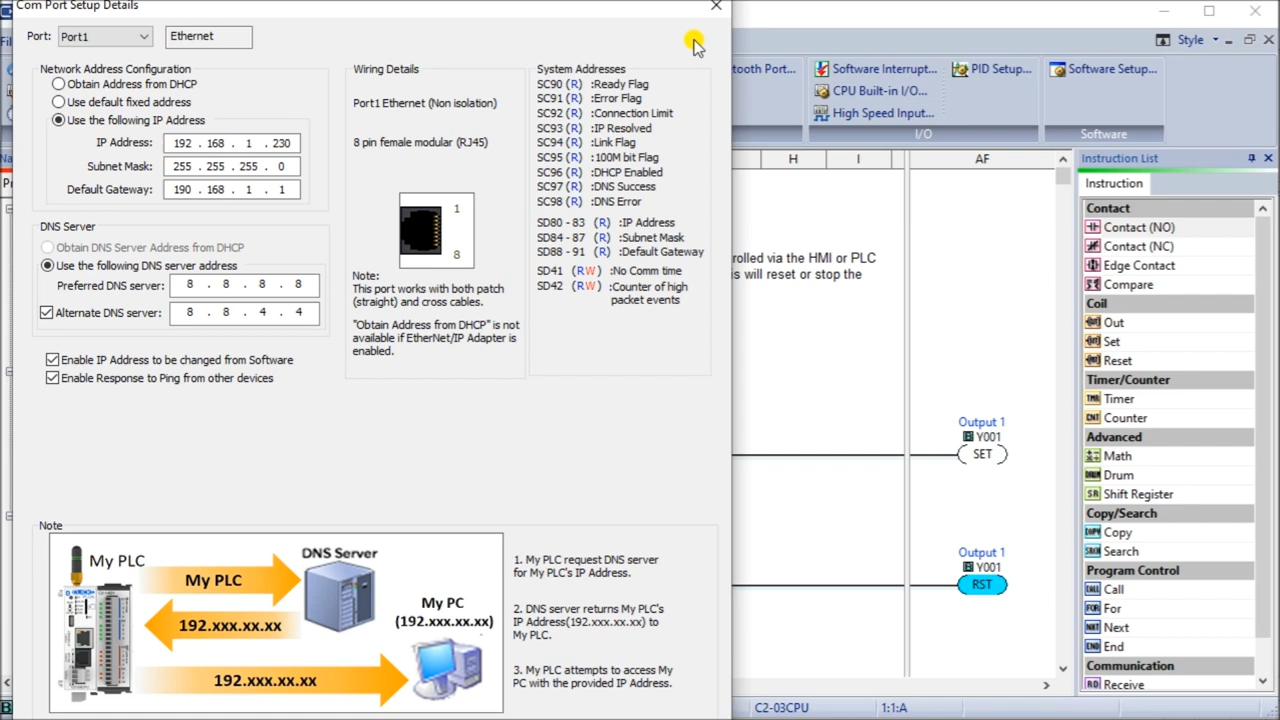 Com Port Setup Details
Port: Port1 Ethernet
Network Address Configuration
Obtain Address from DHCP
Use default fixed address
Use the following IP Address
IP Address: 192 . 168 . 1 . 230
Subnet Mask: 255 . 255 . 255 . 0
Default Gateway: 190 . 168 . 1 . 1
DNS Server
Obtain DNS Server Address from DHCP
Use the following DNS server address
Preferred DNS server: 8 . 8 . 8 . 8
Alternate DNS server: 8 . 8 . 4 . 4
Enable IP Address to be changed from Software
Enable Response to Ping from other devices
Wiring Details
Port1 Ethernet (Non isolation)
8 pin female modular (RJ45)
1
8
Note:
This port works with both patch
(straight) and cross cables.
"Obtain Address from DHCP" is not
available if EtherNet/IP Adapter is
enabled.
System Addresses
SC90 (R) :Ready Flag
SC91 (R) :Error Flag
SC92 (R) :Connection Limit
SC93 (R) :IP Resolved
SC94 (R) :Link Flag
SC95 (R) :100M bit Flag
SC96 (R) :DHCP Enabled
SC97 (R) :DNS Success
SC98 (R) :DNS Error
SD80 - 83 (R) :IP Address
SD84 - 87 (R) :Subnet Mask
SD88 - 91 (R) :Default Gateway
SD41 (RW) :No Comm time
SD42 (RW) :Counter of high
packet events
Note
My PLC
DNS Server
My PLC
192.xxx.xx.xx
My PC
(192.xxx.xx.xx)
192.xxx.xx.xx
1. My PLC request DNS server
for My PLC's IP Address.
2. DNS server returns My PLC's
IP Address(192.xxx.xx.xx) to
My PLC.
3. My PLC attempts to access My
PC with the provided IP Address.
Style
tooth Port...
Software Interrupt...
CPU Built-in I/O...
High Speed Input...
PID Setup...
I/O
Software Setup...
Software
H I AF
rolled via the HMI or PLC
is will reset or stop the
Output 1
Y001
SET
Output 1
Y001
RST
C2-03CPU 1:1:A
Instruction List
Instruction
Contact
Contact (NO)
Contact (NC)
Edge Contact
Compare
Coil
Out
Set
Reset
Timer/Counter
TMR Timer
CNT Counter
Advanced
Math
Drum
SR Shift Register
Copy/Search
Copy
Search
Program Control
Call
FOR For
Next
End
Communication
RD Receive